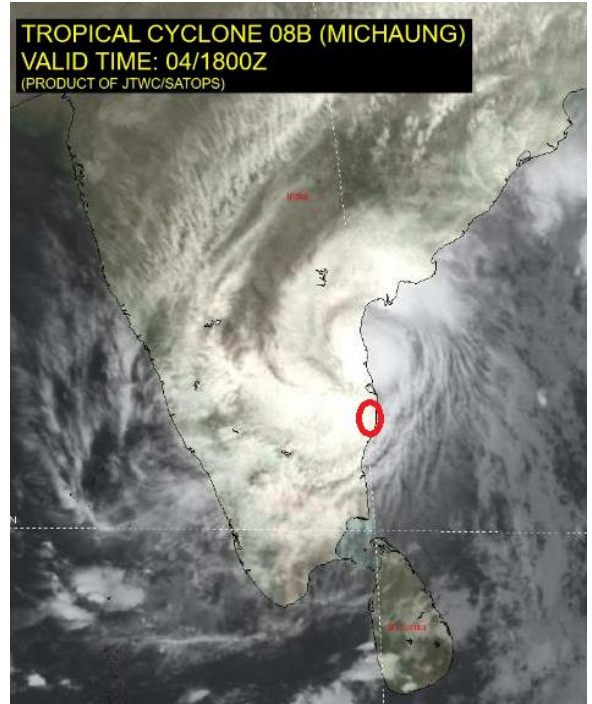 TROPICAL CYCLONE 08B (MICHAUNG)
VALID TIME: 04/1800Z
(PRODUCT OF JTWC/SATOPS)
India
N